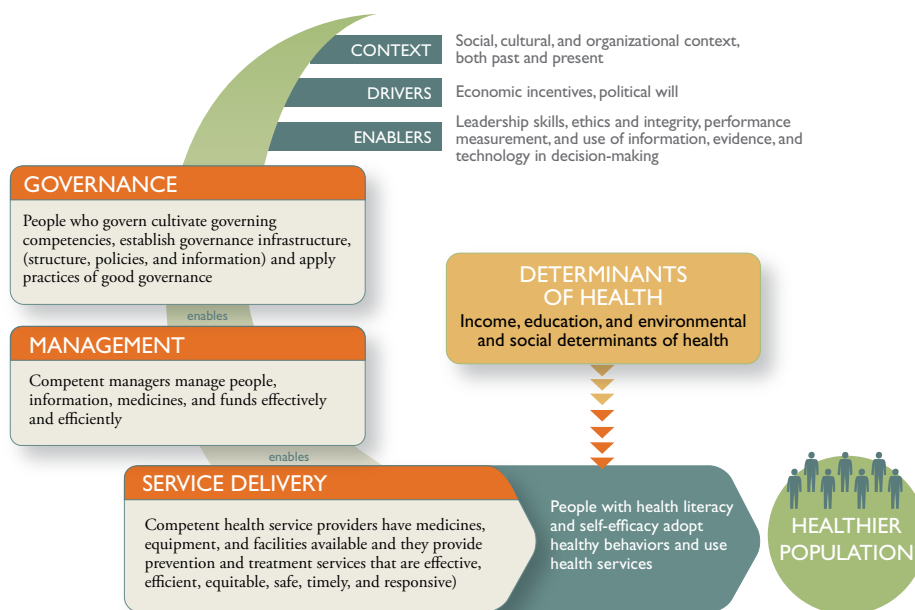 CONTEXT
Social, cultural, and organizational context,
both past and present
DRIVERS
Economic incentives, political will
ENABLERS
Leadership skills, ethics and integrity, performance
measurement, and use of information, evidence, and
technology in decision-making
GOVERNANCE
People who govern cultivate governing
competencies, establish governance infrastructure,
(structure, policies, and information) and apply
practices of good governance
enables
MANAGEMENT
Competent managers manage people,
information, medicines, and funds effectively
and efficiently
enables
DETERMINANTS
OF HEALTH
Income, education, and environmental
and social determinants of health
SERVICE DELIVERY
Competent health service providers have medicines,
equipment, and facilities available and they provide
prevention and treatment services that are effective,
efficient, equitable, safe, timely, and responsive)
People with health literacy
and self-efficacy adopt
healthy behaviors and use
health services
HEALTHIER
POPULATION